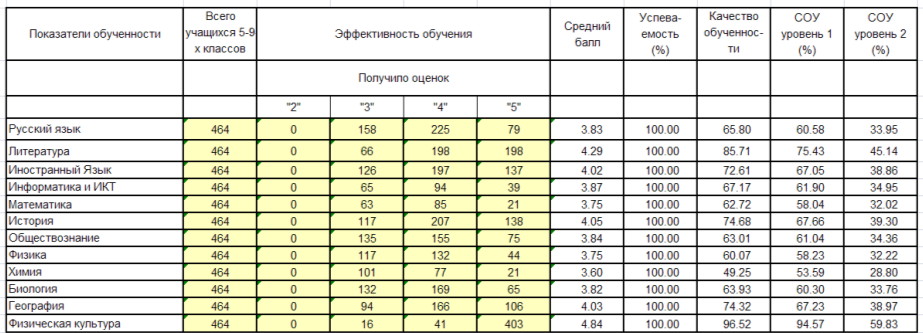 Показатели обученности Всего учащихся 5-9 х классов Эффективность обучения Средний балл Успева-емость (%) Качество обученнос-ти СОУ уровень 1 (%) СОУ уровень 2 (%)
Получило оценок
"2" "3" "4" "5"
Русский язык 464 0 158 225 79 3.83 100.00 65.80 60.58 33.95
Литература 464 0 66 198 198 4.29 100.00 85.71 75.43 45.14
Иностранный Язык 464 0 126 197 137 4.02 100.00 72.61 67.05 38.86
Информатика и ИКТ 464 0 65 94 39 3.87 100.00 67.17 61.90 34.95
Математика 464 0 63 85 21 3.75 100.00 62.72 58.04 32.02
История 464 0 117 207 138 4.05 100.00 74.68 67.66 39.30
Обществознание 464 0 135 155 75 3.84 100.00 63.01 61.04 34.36
Физика 464 0 117 132 44 3.75 100.00 60.07 58.23 32.22
Химия 464 0 101 77 21 3.60 100.00 49.25 53.59 28.80
Биология 464 0 132 169 65 3.82 100.00 63.93 60.30 33.76
География 464 0 94 166 106 4.03 100.00 74.32 67.23 38.97
Физическая культура 464 0 16 41 403 4.84 100.00 96.52 94.57 59.83